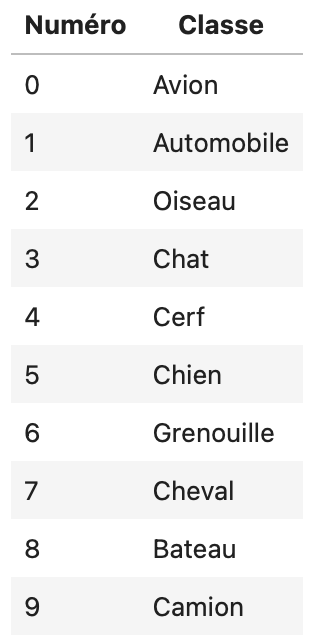 Numéro Classe
0 Avion
1 Automobile
2 Oiseau
3 Chat
4 Cerf
5 Chien
6 Grenouille
7 Cheval
8 Bateau
9 Camion